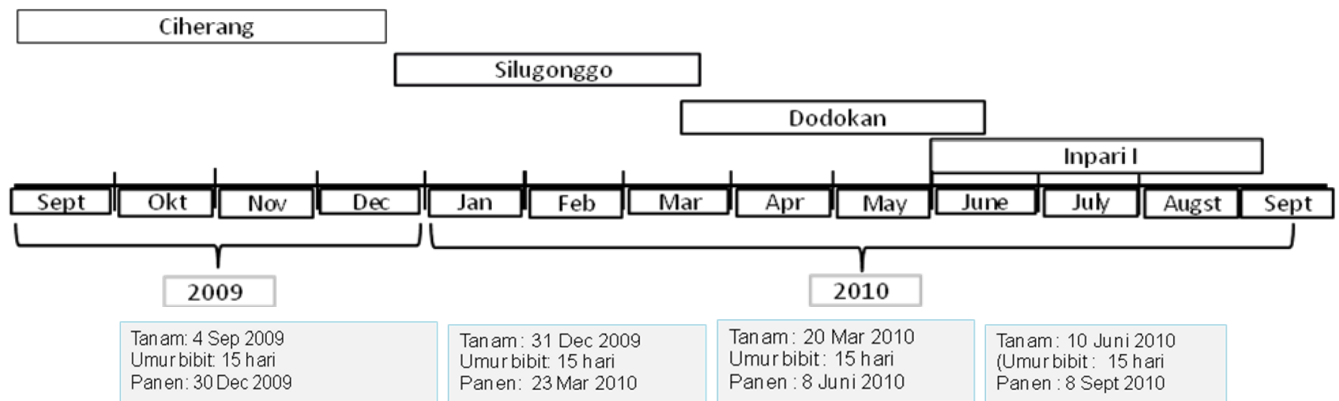 Ciherang
Silugonggo
Dodokan
Inpari I
Sept Okt Nov Dec Jan Feb Mar Apr May June July Augst Sept
2009 2010
Tanam: 4 Sep 2009
Umur bibit: 15 hari
Panen: 30 Dec 2009
Tanam: 31 Dec 2009
Umur bibit: 15 hari
Panen: 23 Mar 2010
Tanam : 20 Mar 2010
Umur bibit: 15 hari
Panen : 8 Juni 2010
Tanam : 10 Juni 2010
(Umur bibit : 15 hari
Panen : 8 Sept 2010